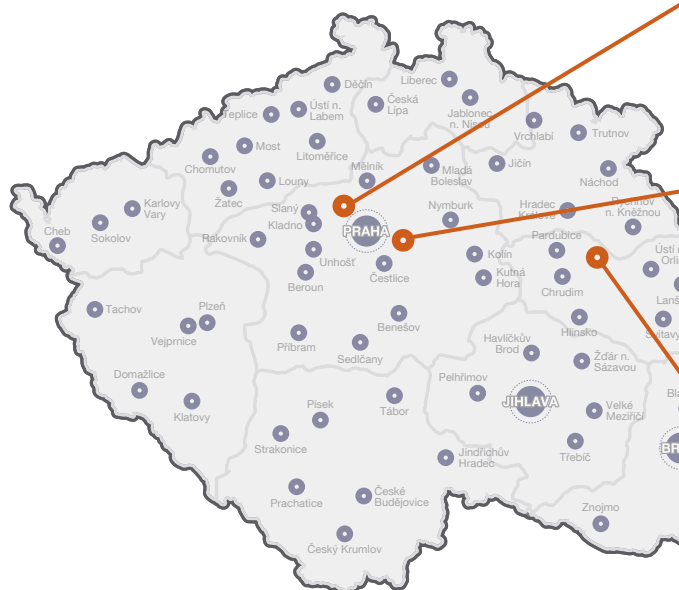 Děčín
Liberec
Česká
Lípa
Ústí n.
Labem
Teplice
Jablonec
n. Nisou
Vrchlabí
Trutnov
Most
Litoměřice
Chomutov
Mělník
Mladá
Boleslav
Jičín
Náchod
Louny
Žatec
Karlovy
Vary
Slaný
Kladno
Nymburk
Hradec
Králové
Rychnov
n. Kněžnou
Cheb
Sokolov
Rakovník
PRAHA
Pardubice
Unhošť
Čestlice
Kolín
Kutná
Hora
Ústí n.
Orlicí
Beroun
Chrudim
Tachov
Plzeň
Vejprnice
Benešov
Hlinsko
Svitavy
Příbram
Sedlčany
Havlíčkův
Brod
Žďár n.
Sázavou
Domažlice
Klatovy
Pelhřimov
Tábor
JIHLAVA
Velké
Meziříčí
Písek
Strakonice
Třebíč
Jindřichův
Hradec
Prachatice
České
Budějovice
Znojmo
Český Krumlov